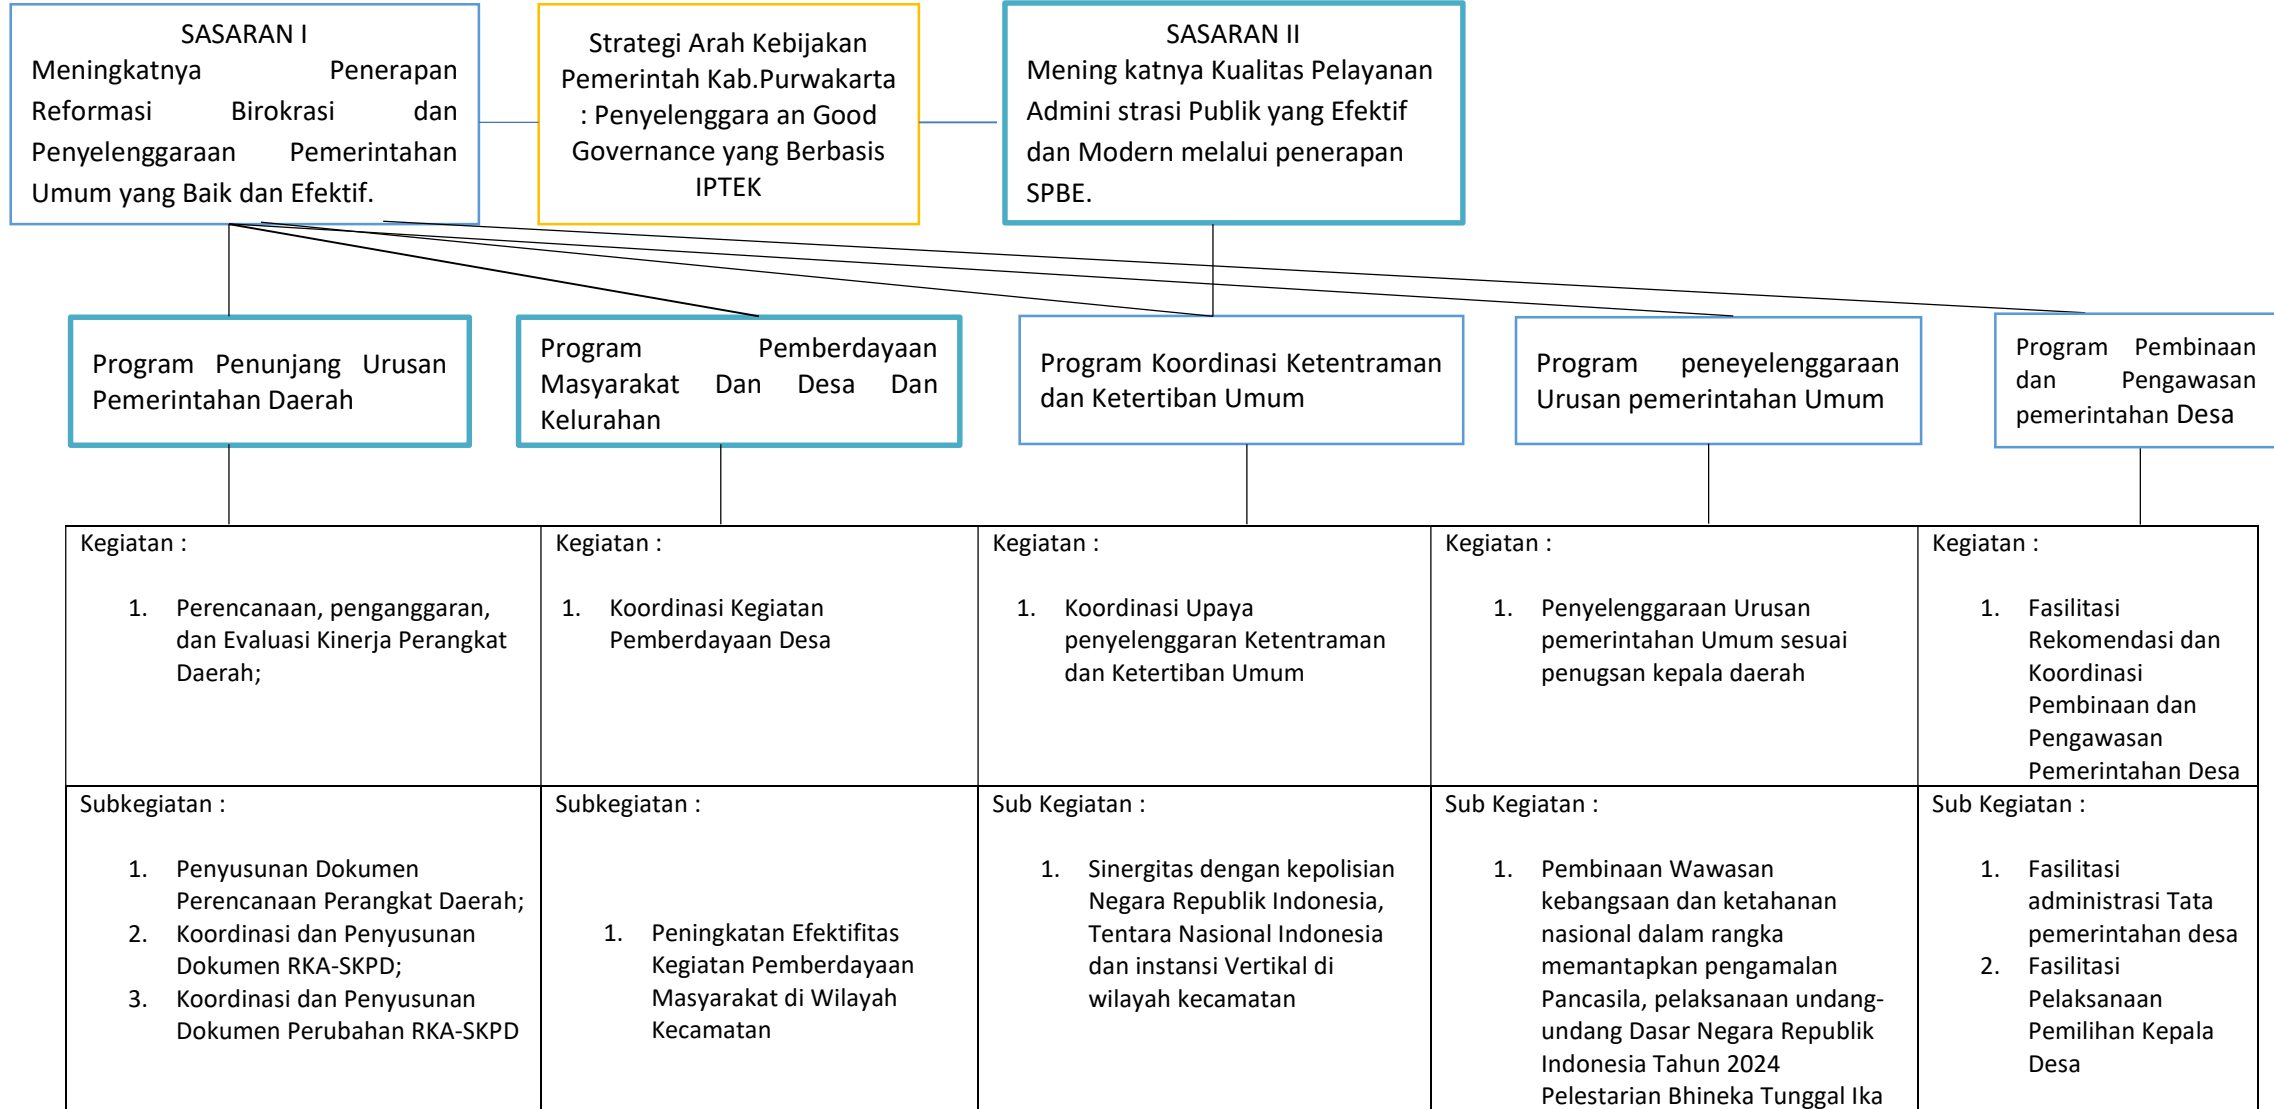 SASARAN I
Meningkatnya Penerapan
Reformasi Birokrasi dan
Penyelenggaraan Pemerintahan
Umum yang Baik dan Efektif.
Strategi Arah Kebijakan
Pemerintah Kab.Purwakarta
: Penyelenggara an Good
Governance yang Berbasis
IPTEK
SASARAN II
Mening katnya Kualitas Pelayanan
Admini strasi Publik yang Efektif
dan Modern melalui penerapan
SPBE.
Program Penunjang Urusan
Pemerintahan Daerah
Program Pemberdayaan
Masyarakat Dan Desa Dan
Kelurahan
Program Koordinasi Ketentraman
dan Ketertiban Umum
Program peneyelenggaraan
Urusan pemerintahan Umum
Program Pembinaan
dan Pengawasan
pemerintahan Desa
Kegiatan :
1. Perencanaan, penganggaran,
dan Evaluasi Kinerja Perangkat
Daerah;
Kegiatan :
1. Koordinasi Kegiatan
Pemberdayaan Desa
Kegiatan :
1. Koordinasi Upaya
penyelenggaran Ketentraman
dan Ketertiban Umum
Kegiatan :
1. Penyelenggaraan Urusan
pemerintahan Umum sesuai
penugsan kepala daerah
Kegiatan :
1. Fasilitasi
Rekomendasi dan
Koordinasi
Pembinaan dan
Pengawasan
Pemerintahan Desa
Subkegiatan :
1. Penyusunan Dokumen
Perencanaan Perangkat Daerah;
2. Koordinasi dan Penyusunan
Dokumen RKA-SKPD;
3. Koordinasi dan Penyusunan
Dokumen Perubahan RKA-SKPD
Subkegiatan :
1. Peningkatan Efektifitas
Kegiatan Pemberdayaan
Masyarakat di Wilayah
Kecamatan
Sub Kegiatan :
1. Sinergitas dengan kepolisian
Negara Republik Indonesia,
Tentara Nasional Indonesia
dan instansi Vertikal di
wilayah kecamatan
Sub Kegiatan :
1. Pembinaan Wawasan
kebangsaan dan ketahanan
nasional dalam rangka
memantapkan pengamalan
Pancasila, pelaksanaan undang-
undang Dasar Negara Republik
Indonesia Tahun 2024
Pelestarian Bhineka Tunggal Ika
Sub Kegiatan :
1. Fasilitasi
administrasi Tata
pemerintahan desa
2. Fasilitasi
Pelaksanaan
Pemilihan Kepala
Desa